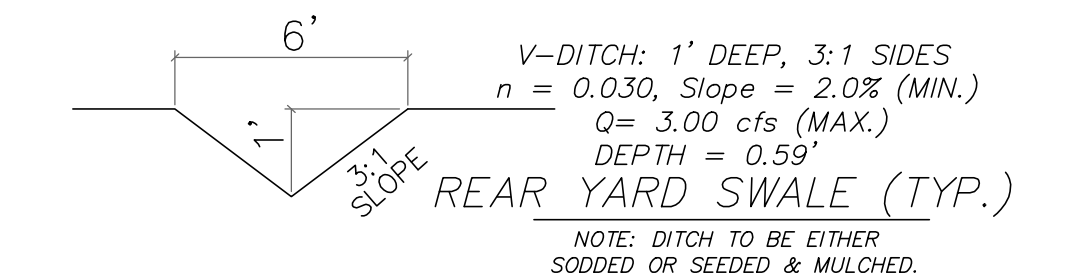 6'
V-DITCH: 1' DEEP, 3:1 SIDES
n = 0.030, Slope = 2.0% (MIN.)
Q= 3.00 cfs (MAX.)
DEPTH = 0.59'
1'
3:1
SLOPE
REAR YARD SWALE (TYP.)
NOTE: DITCH TO BE EITHER
SODDED OR SEEDED & MULCHED.